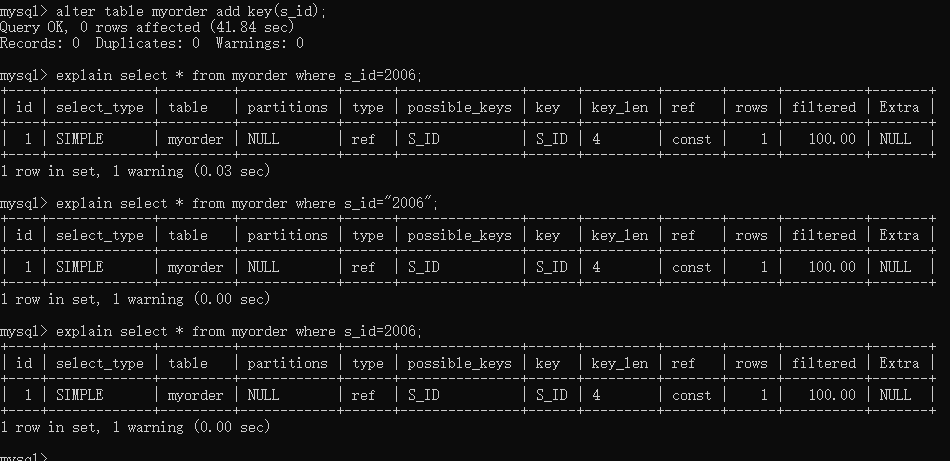 mysql> alter table myorder add key(s_id);
Query OK, 0 rows affected (41.84 sec)
Records: 0  Duplicates: 0  Warnings: 0
mysql> explain select * from myorder where s_id=2006;
+----+-------------+---------+------------+------+---------------+------+---------+-------+------+----------+-------+
| id | select_type | table   | partitions | type | possible_keys | key  | key_len | ref   | rows | filtered | Extra |
+----+-------------+---------+------------+------+---------------+------+---------+-------+------+----------+-------+
|  1 | SIMPLE      | myorder | NULL       | ref  | S_ID          | S_ID | 4       | const |    1 |   100.00 | NULL  |
+----+-------------+---------+------------+------+---------------+------+---------+-------+------+----------+-------+
1 row in set, 1 warning (0.03 sec)
mysql> explain select * from myorder where s_id="2006";
+----+-------------+---------+------------+------+---------------+------+---------+-------+------+----------+-------+
| id | select_type | table   | partitions | type | possible_keys | key  | key_len | ref   | rows | filtered | Extra |
+----+-------------+---------+------------+------+---------------+------+---------+-------+------+----------+-------+
|  1 | SIMPLE      | myorder | NULL       | ref  | S_ID          | S_ID | 4       | const |    1 |   100.00 | NULL  |
+----+-------------+---------+------------+------+---------------+------+---------+-------+------+----------+-------+
1 row in set, 1 warning (0.00 sec)
mysql> explain select * from myorder where s_id=2006;
+----+-------------+---------+------------+------+---------------+------+---------+-------+------+----------+-------+
| id | select_type | table   | partitions | type | possible_keys | key  | key_len | ref   | rows | filtered | Extra |
+----+-------------+---------+------------+------+---------------+------+---------+-------+------+----------+-------+
|  1 | SIMPLE      | myorder | NULL       | ref  | S_ID          | S_ID | 4       | const |    1 |   100.00 | NULL  |
+----+-------------+---------+------------+------+---------------+------+---------+-------+------+----------+-------+
1 row in set, 1 warning (0.00 sec)
mysql>